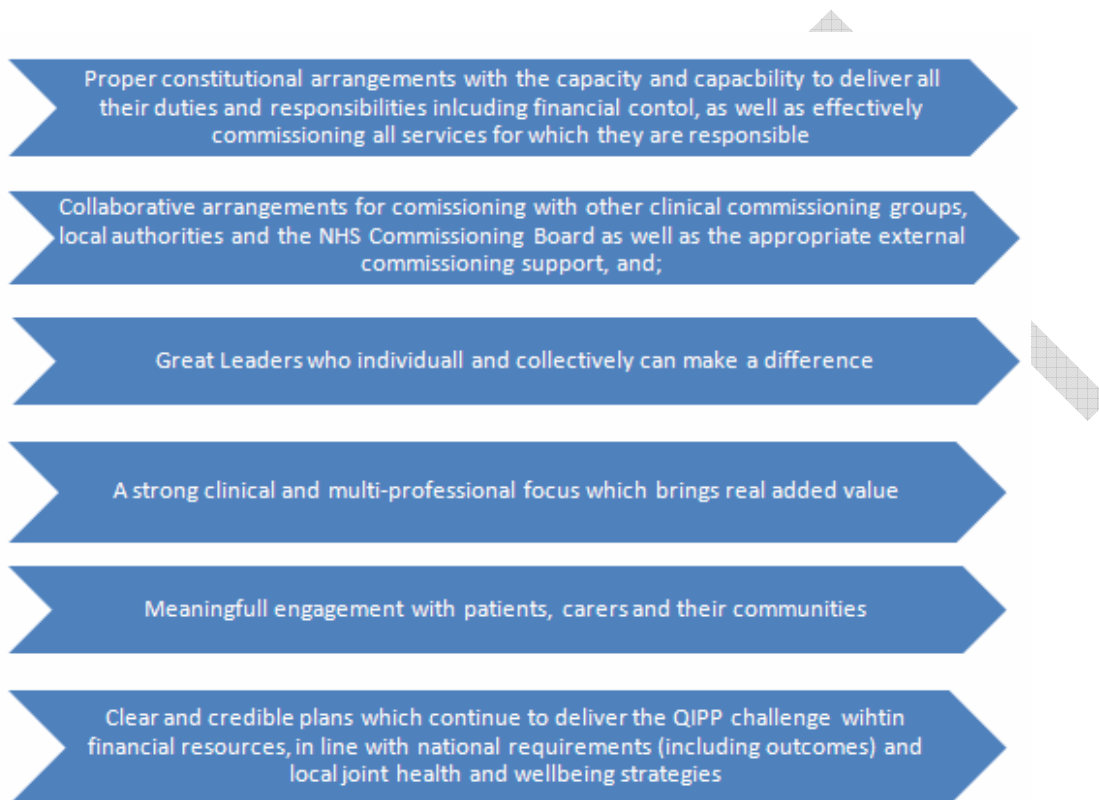 Proper constitutional arrangements with the capacity and capacbility to deliver all
their duties and responsibilities inlcuding financial contol, as well as effectively
commissioning all services for which they are responsible
Collaborative arrangements for comissioning with other clinical commissioning groups,
local authorities and the NHS Commissioning Board as well as the appropriate external
commissioning support, and;
Great Leaders who individuall and collectively can make a difference
A strong clinical and multi-professional focus which brings real added value
Meaningfull engagement with patients, carers and their communities
Clear and credible plans which continue to deliver the QIPP challenge wihtin
financial resources, in line with national requirements (including outcomes) and
local joint health and wellbeing strategies